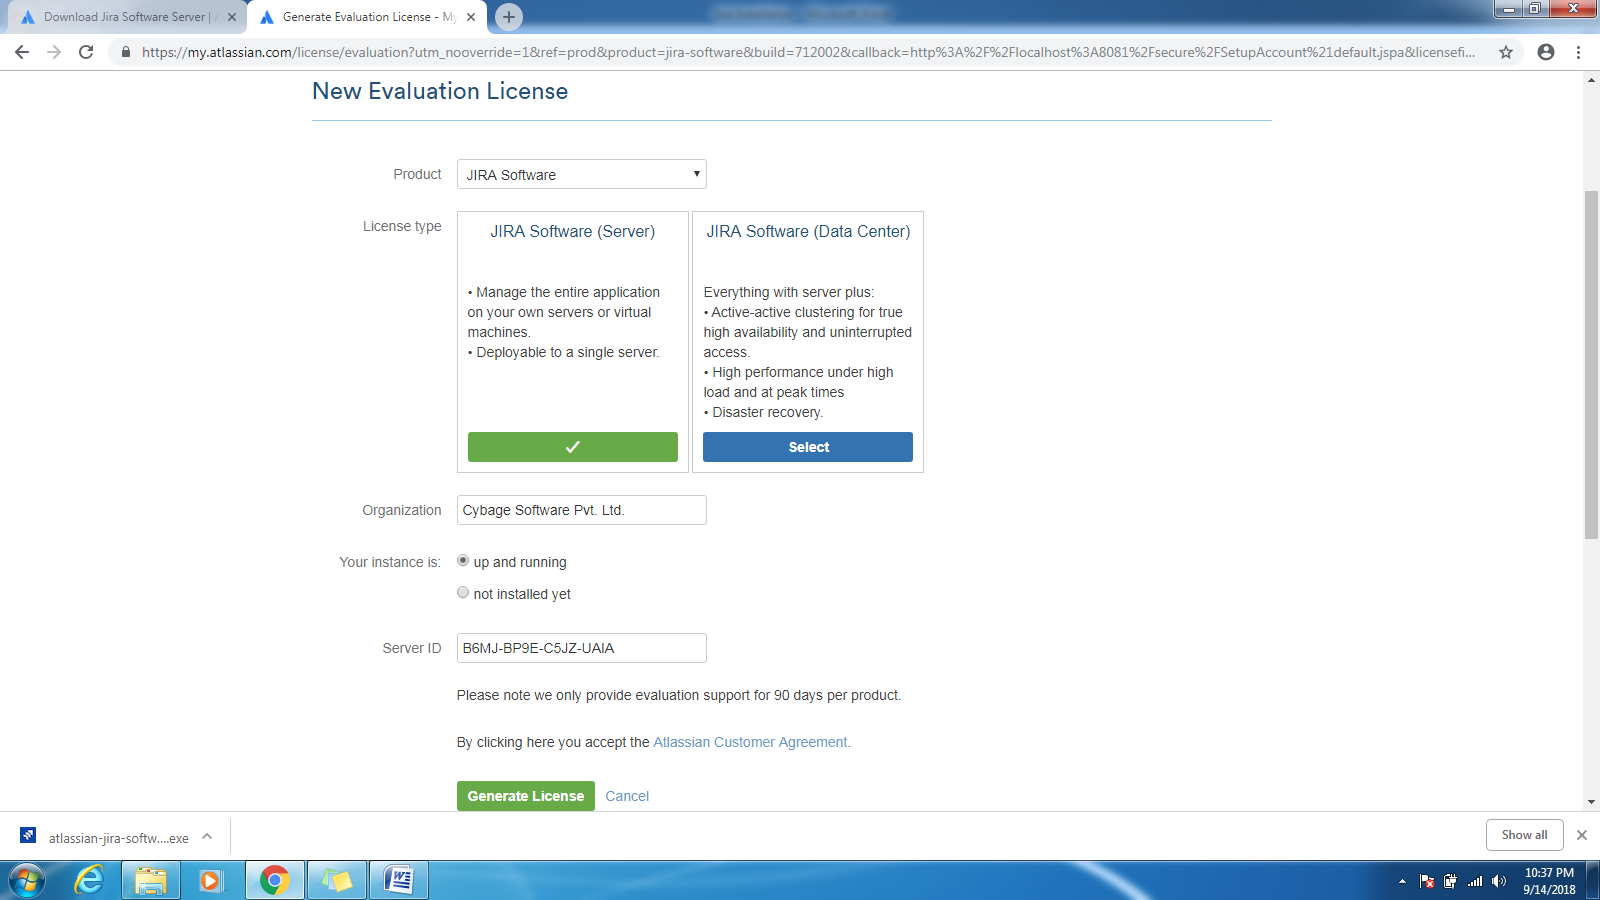 Download Jira Software Server |
Generate Evaluation License - My
https://my.atlassian.com/license/evaluation?utm_nooverride=1&ref=prod&product=jira-software&build=712002&callback=http%3A%2F%2Flocalhost%3A8081%2Fsecure%2FSetupAccount%21default.jspa&licensefi...
New Evaluation License
Product
JIRA Software
License type
JIRA Software (Server)
• Manage the entire application
on your own servers or virtual
machines.
• Deployable to a single server.
JIRA Software (Data Center)
Everything with server plus:
• Active-active clustering for true
high availability and uninterrupted
access.
• High performance under high
load and at peak times
• Disaster recovery.
Select
Organization
Cybage Software Pvt. Ltd.
Your instance is:
up and running
not installed yet
Server ID
B6MJ-BP9E-C5JZ-UAIA
Please note we only provide evaluation support for 90 days per product.
By clicking here you accept the Atlassian Customer Agreement.
Generate License
Cancel
atlassian-jira-softw....exe
Show all
10:37 PM
9/14/2018